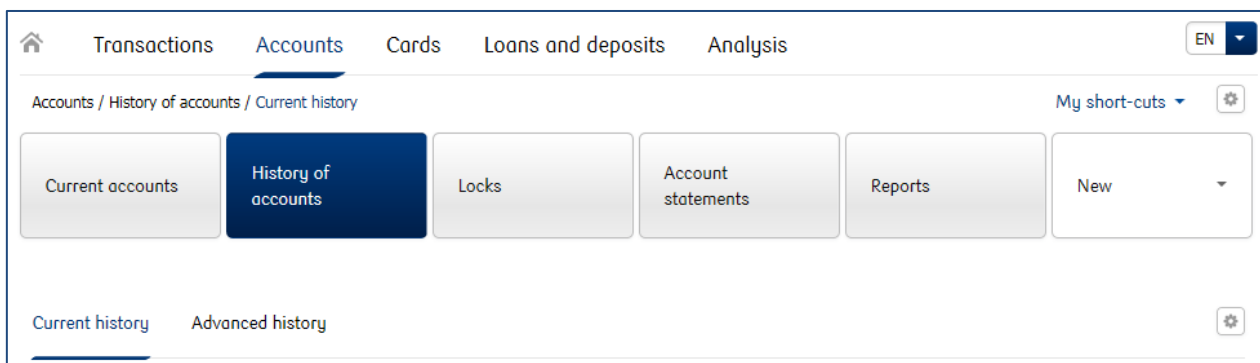 Transactions Accounts Cards Loans and deposits Analysis EN
Accounts / History of accounts / Current history My short-cuts
Current accounts
History of
accounts
Locks
Account
statements
Reports
New
Current history Advanced history